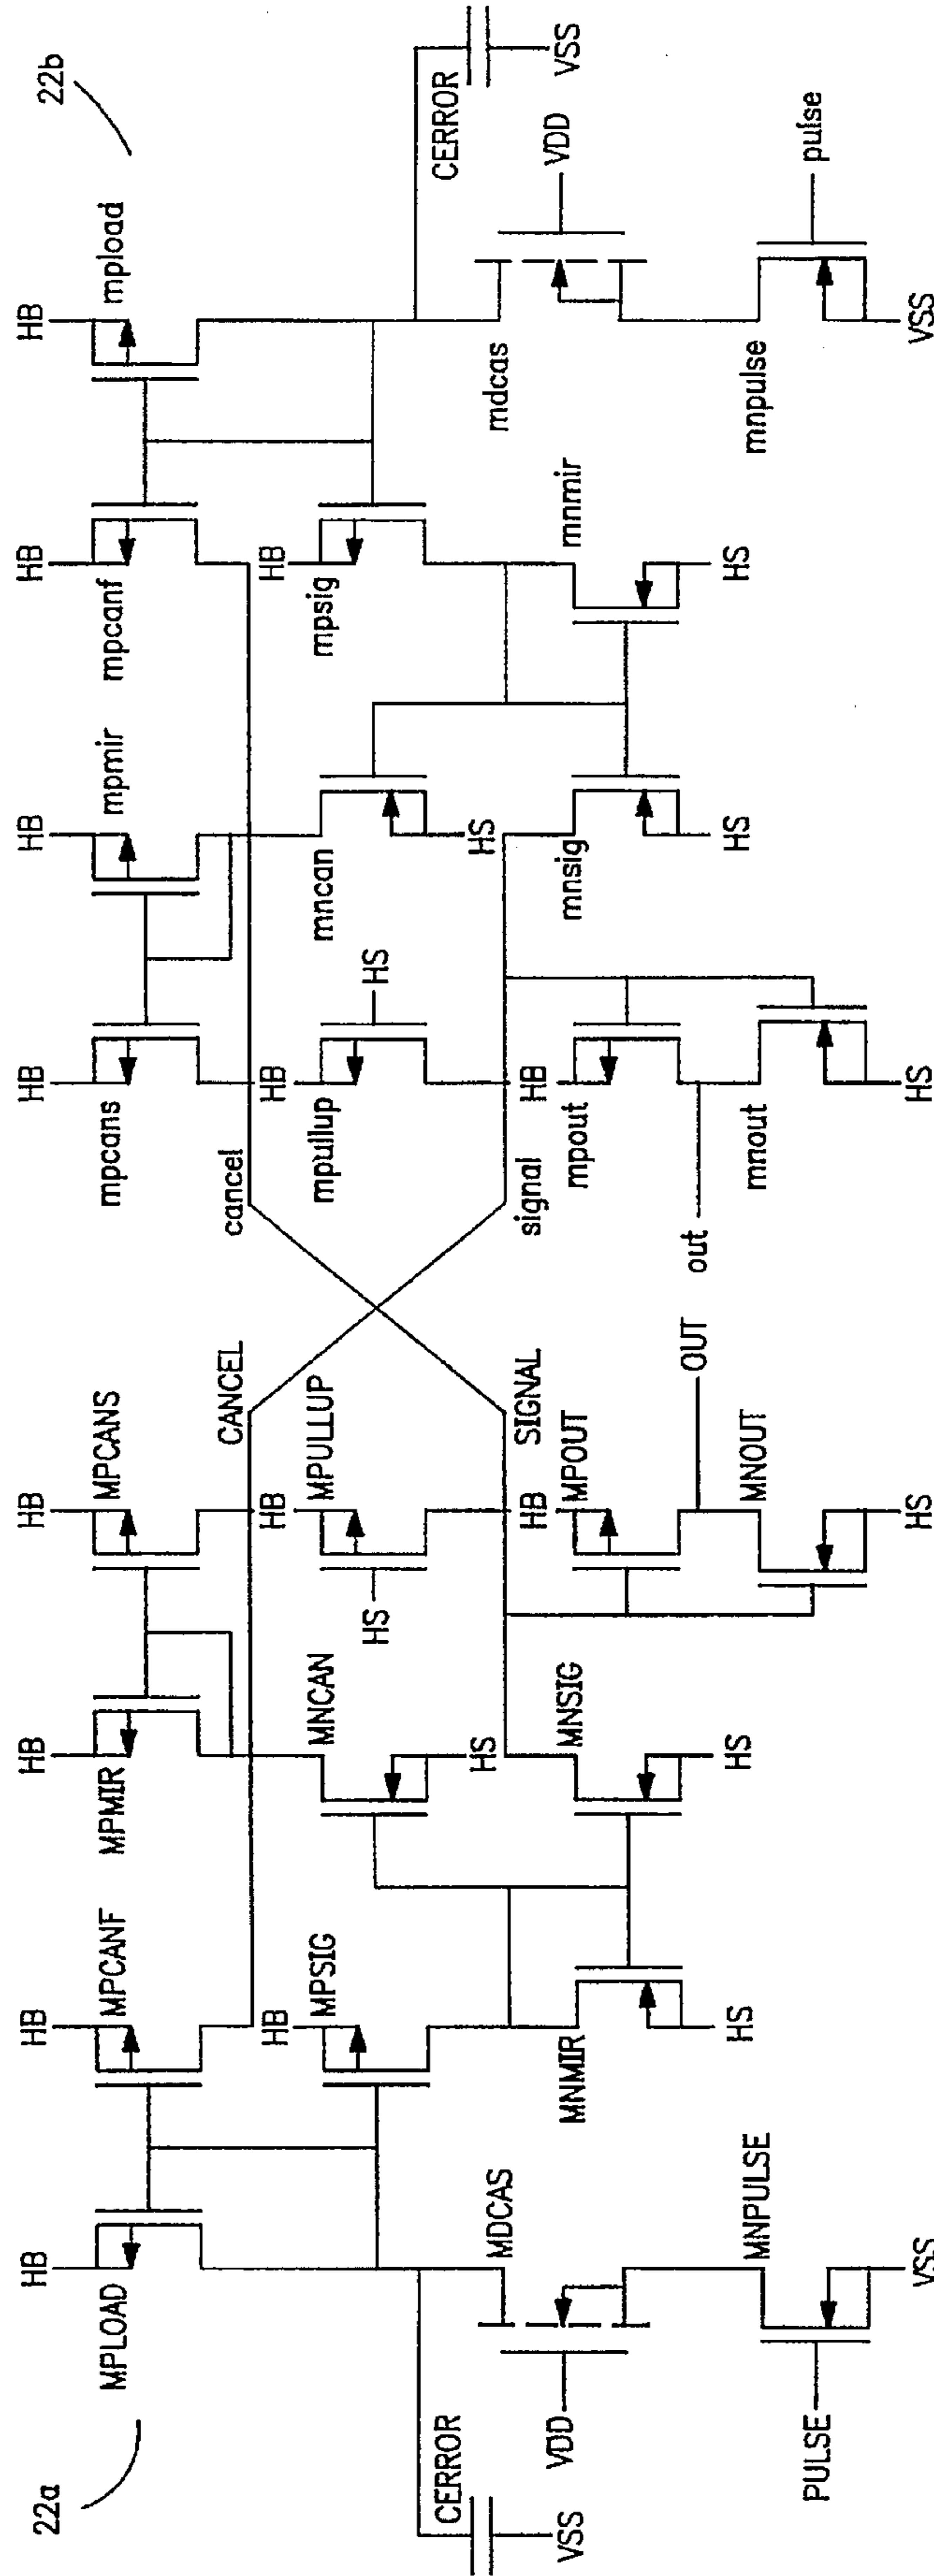 22a
22b
HB HB HB HB HB HB HB HB
MPLOAD
MPCANF
MPMIR
MPCANS
mpcans
mpmir
mpcanf
mpload
CANCEL
cancel
HB HB HB HB
MPSIG
MNCAN
MPULLUP
mpullup
mncan
mpsig
HS HS
HS HS
CERROR
VSS
CERROR
VSS
SIGNAL
signal
HB HB
MDCAS
VDD
MNMIR
MNSIG
MPOUT
mpout
mnsig
mnmir
mdcas
VDD
HS HS HS HS
OUT
out
PULSE
MNPULSE
MNOUT
mnout
mnpulse
pulse
VSS HS HS VSS